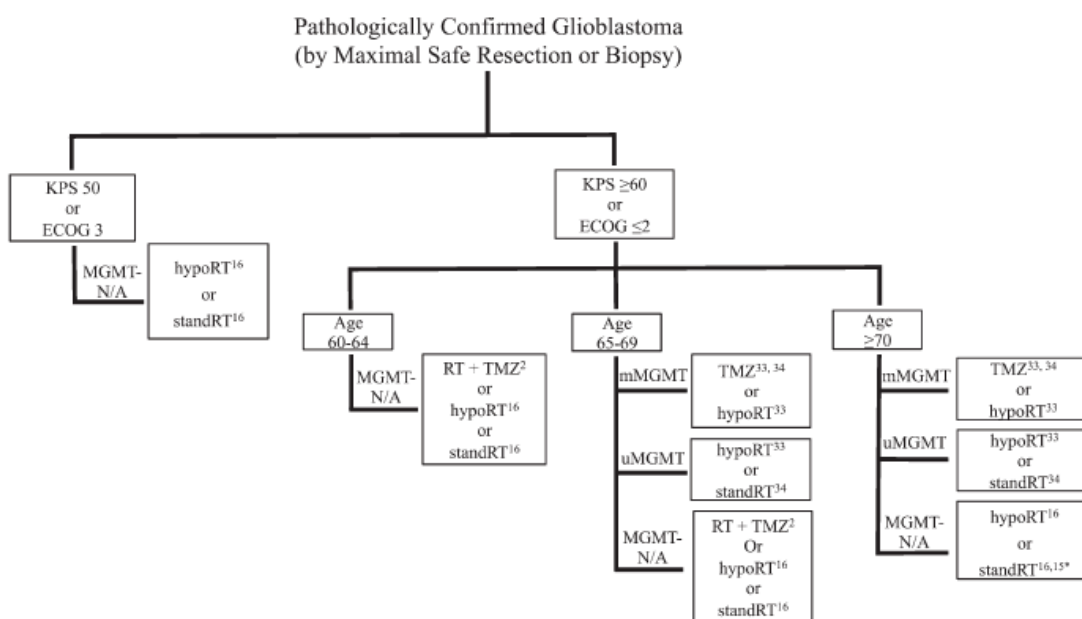 Pathologically Confirmed Glioblastoma
(by Maximal Safe Resection or Biopsy)
KPS 50
or
ECOG 3
MGMT-
N/A
hypoRT16
or
standRT16
KPS ≥60
or
ECOG ≤2
Age
60-64
MGMT-
N/A
RT + TMZ2
or
hypoRT16
or
standRT16
Age
65-69
mMGMT
TMZ33, 34
or
hypoRT33
uMGMT
hypoRT33
or
standRT34
MGMT-
N/A
RT + TMZ2
Or
hypoRT16
or
standRT16
Age
≥70
mMGMT
TMZ33, 34
or
hypoRT33
uMGMT
hypoRT33
or
standRT34
MGMT-
N/A
hypoRT16
or
standRT16,15*